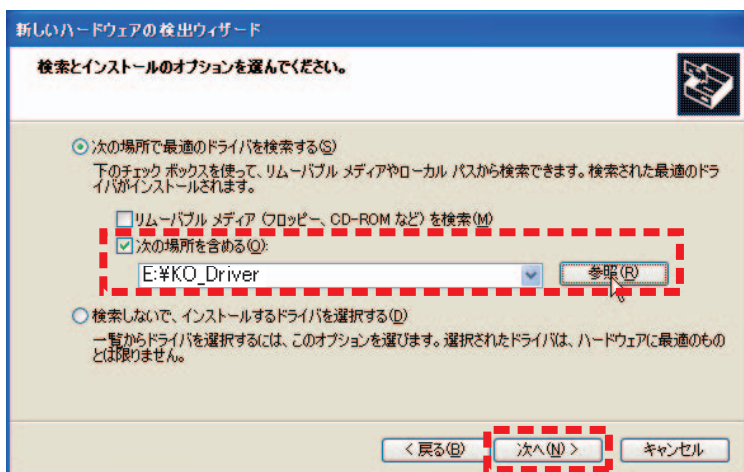 新しいハードウェアの検出ウィザード
検索とインストールのオプションを選んでください。
次の場所で最適のドライバを検索する(S)
下のチェック ボックスを使って、リムーバブル メディアやローカル パスから検索できます。検索された最適のドラ
イバがインストールされます。
リムーバブル メディア (フロッピー、CD-ROM など) を検索(M)
次の場所を含める(O):
E:¥KO_Driver
参照(R)
検索しないで、インストールするドライバを選択する(D)
一覧からドライバを選択するには、このオプションを選びます。選択されたドライバは、ハードウェアに最適のもの
とは限りません。
< 戻る(B) 次へ(N) > キャンセル